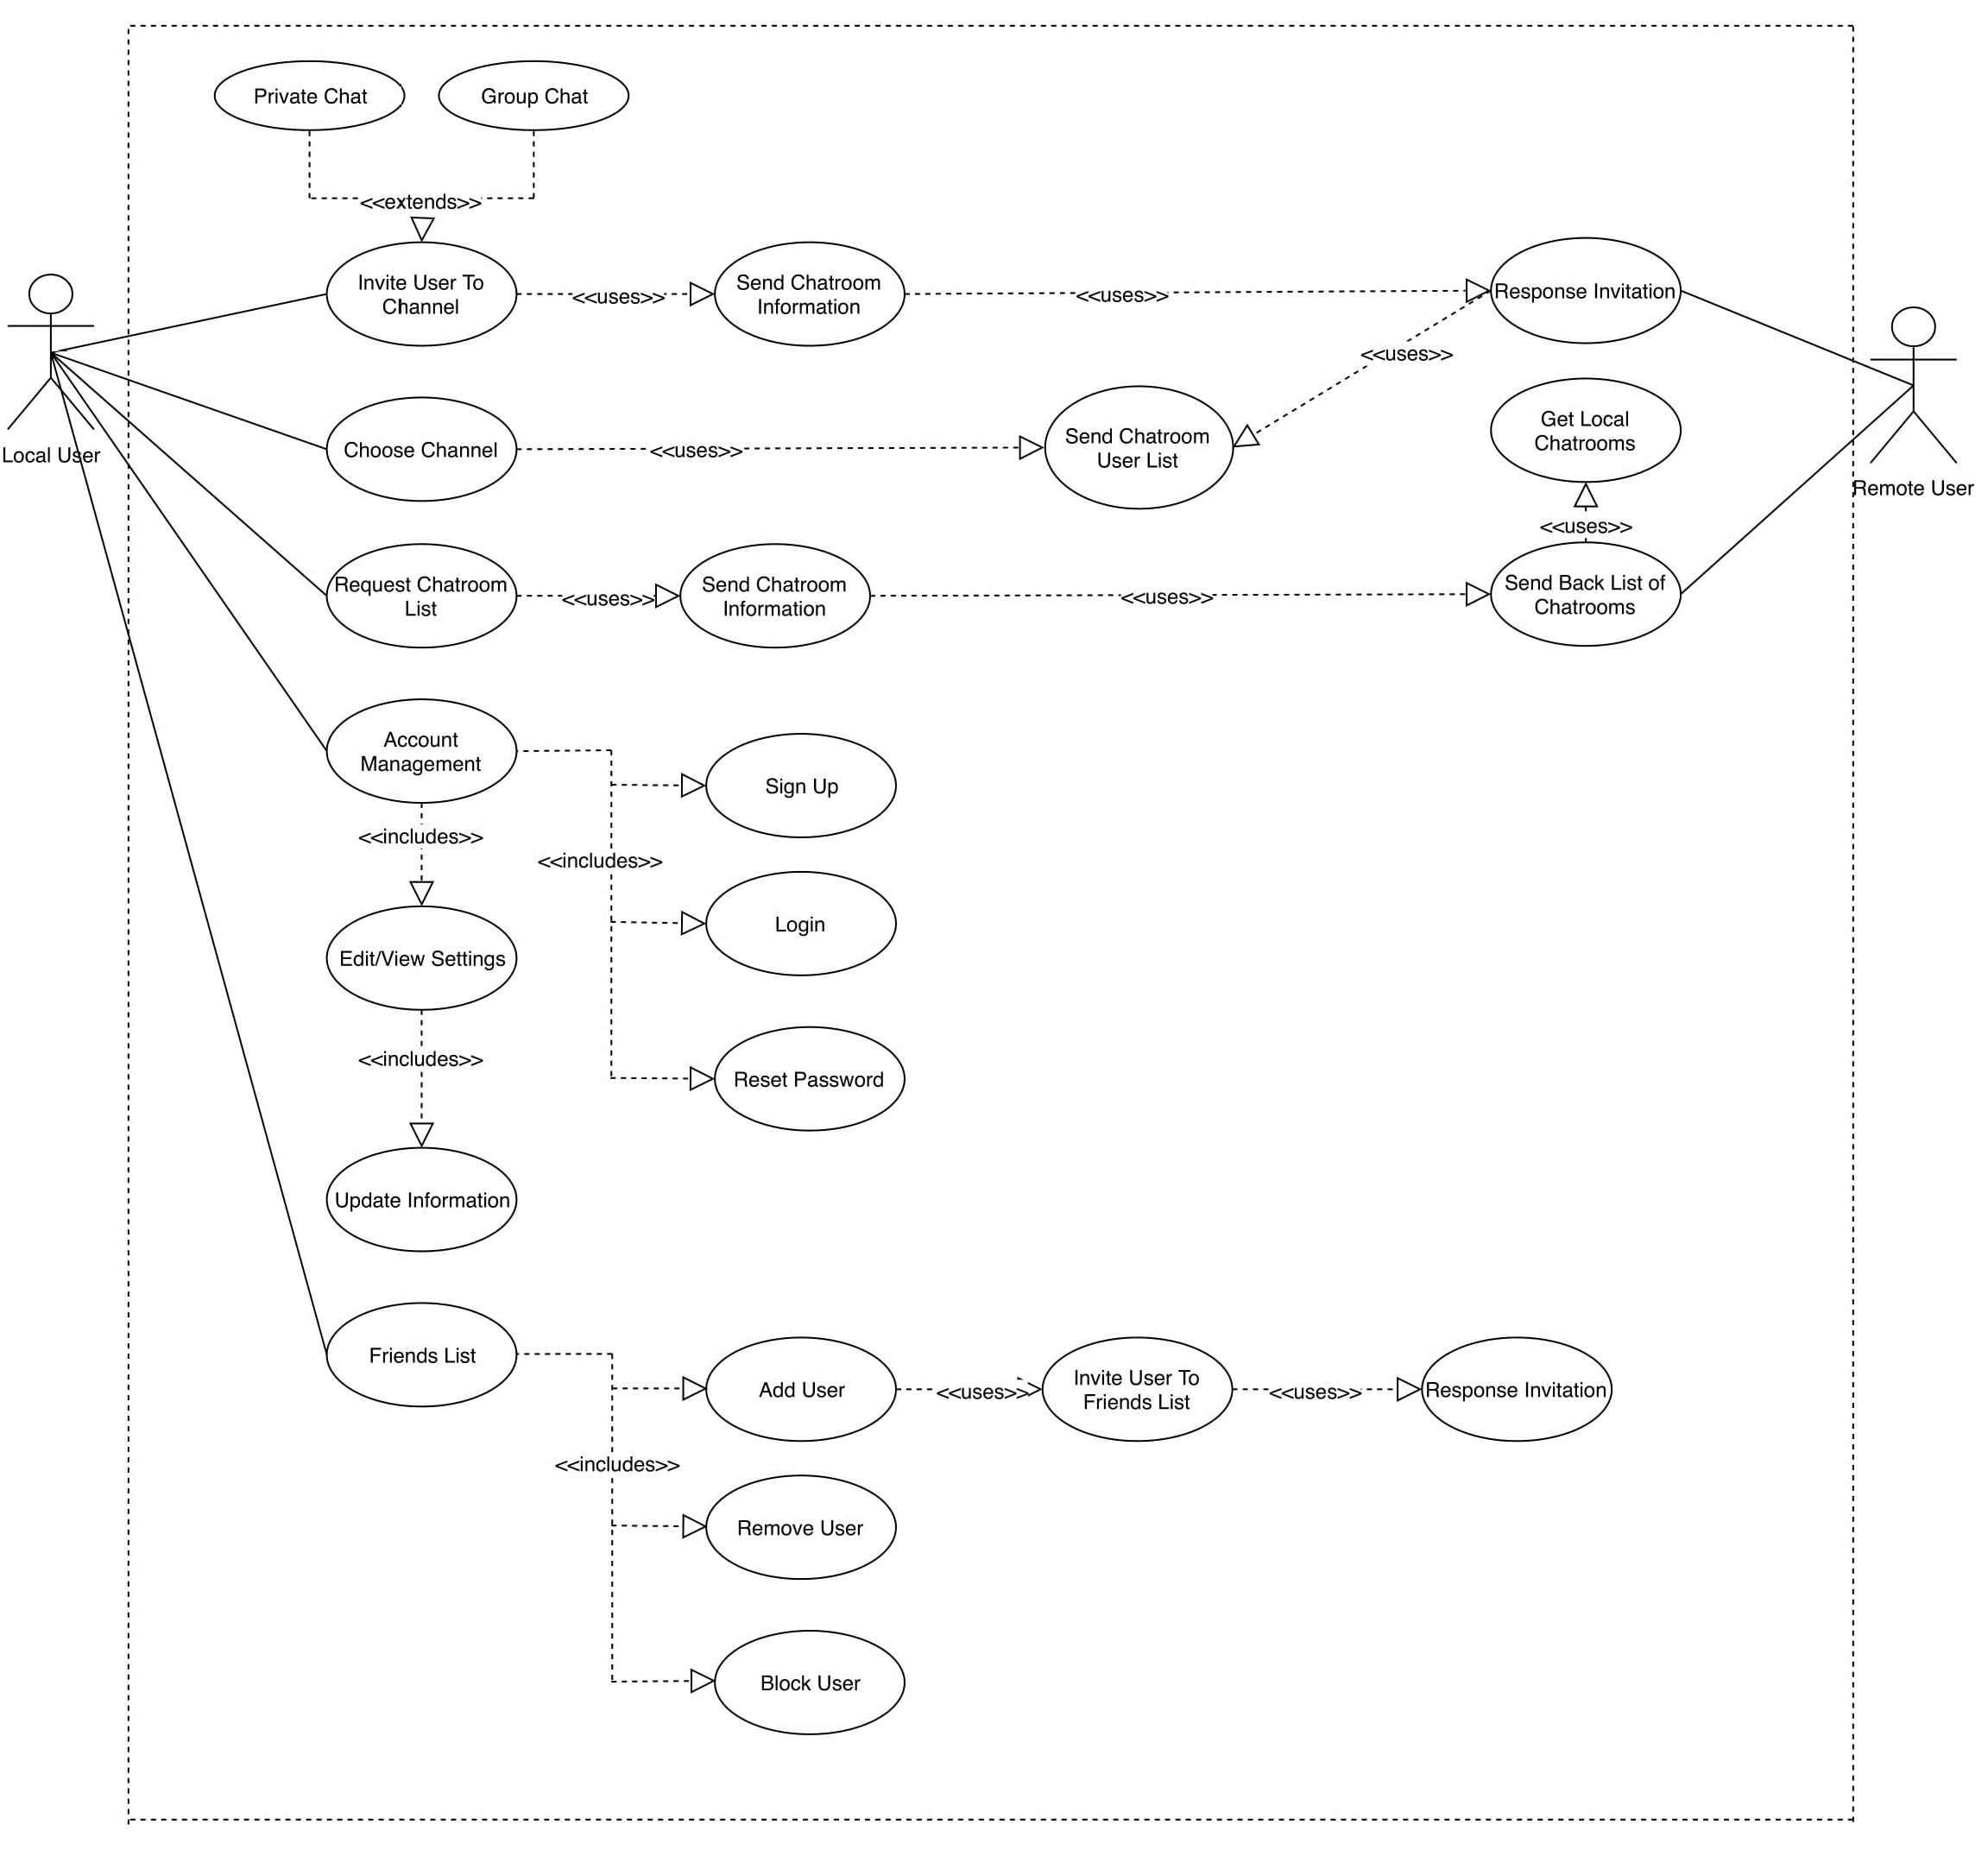 Private Chat
Group Chat
<<extends>>
Invite User To
Channel
<<uses>>
Send Chatroom
Information
<<uses>>
Response Invitation
<<uses>>
Local User
Choose Channel
<<uses>>
Send Chatroom
User List
Get Local
Chatrooms
<<uses>>
Remote User
Request Chatroom
List
<<uses>>
Send Chatroom
Information
<<uses>>
Send Back List of
Chatrooms
Account
Management
<<includes>>
<<includes>>
Sign Up
Login
Edit/View Settings
<<includes>>
Reset Password
Update Information
Friends List
<<includes>>
Add User
<<uses>>
Invite User To
Friends List
<<uses>>
Response Invitation
Remove User
Block User